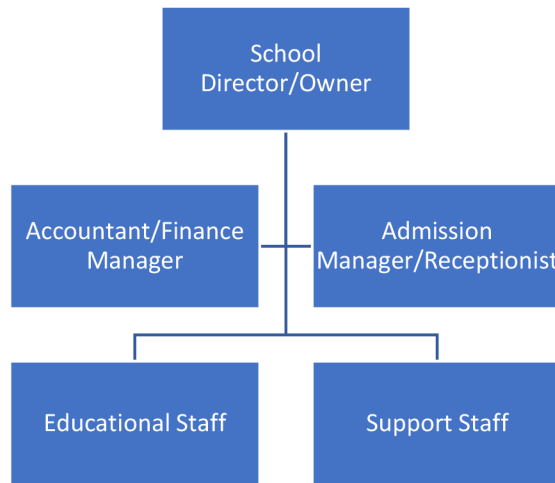 School
Director/Owner
Accountant/Finance
Manager
Admission
Manager/Receptionist
Educational Staff
Support Staff